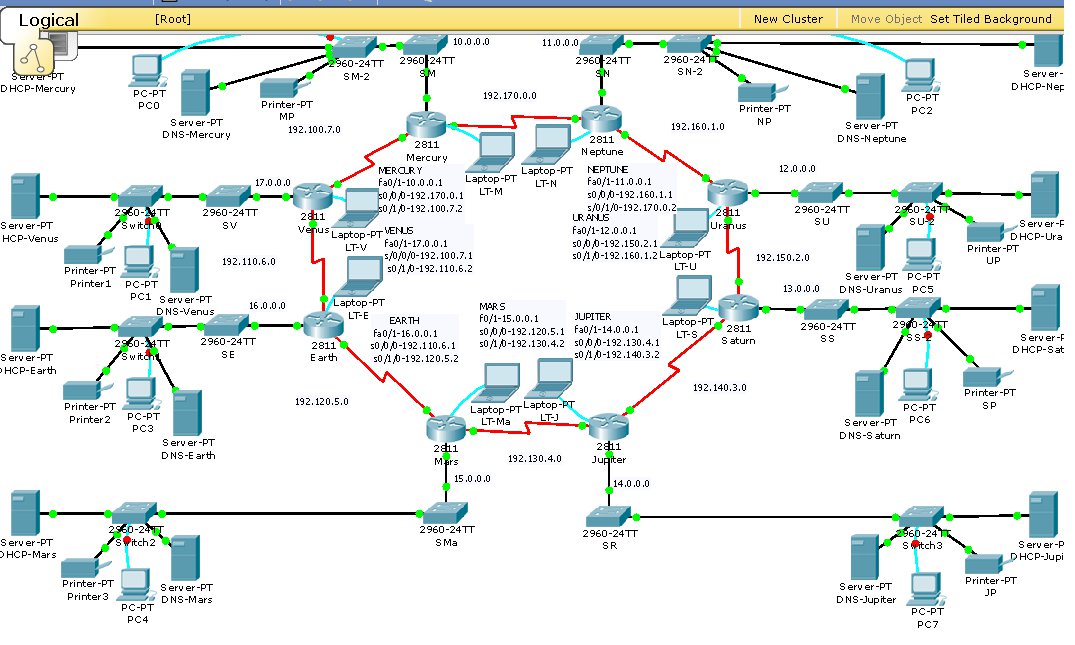 Logical
[Root]
New Cluster
Move Object
Set Tiled Background
Server-PT
DHCP-Mercury
PC-PT
PC0
Server-PT
DNS-Mercury
Printer-PT
MP
2960-24TT
SM-2
2960-24TT
SM
10.0.0.0
11.0.0.0
2960-24TT
SN
2960-24TT
SN-2
Printer-PT
NP
Server-PT
DNS-Neptune
PC-PT
PC2
Server-
DHCP-Nep
192.100.7.0
192.170.0.0
192.160.1.0
2811
Mercury
Laptop-PT
LT-M
Laptop-PT
LT-N
2811
Neptune
MERCURY
fa0/1-10.0.0.1
s0/0/0-192.170.0.1
s0/1/0-192.100.7.2
NEPTUNE
fa0/1-11.0.0.1
s0/0/0-192.160.1.1
s/0/1/0-192.170.0.2
Server-PT
HCP-Venus
2960-24TT
Switch0
2960-24TT
SV
17.0.0.0
2811
Venus
Laptop-PT
LT-V
Printer-PT
Printer1
PC-PT
PC1
Server-PT
DNS-Venus
192.110.6.0
VENUS
fa0/1-17.0.0.1
s/0/0/0-192.100.7.1
s0/1/0-192.110.6.2
URANUS
fa0/1-12.0.0.1
s0/0/0-192.150.2.1
s0/1/0-192.160.1.2
Laptop-PT
LT-U
2811
Uranus
12.0.0.0
2960-24TT
SU
2960-24TT
SU-2
Server-P
DHCP-Ura
Printer-PT
UP
Server-PT
DNS-Uranus
PC-PT
PC5
192.150.2.0
Server-PT
DHCP-Earth
2960-24TT
2960-24TT
SE
16.0.0.0
2811
Earth
Laptop-PT
LT-E
Printer-PT
Printer2
PC-PT
PC3
Server-PT
DNS-Earth
192.120.5.0
EARTH
fa0/1-16.0.0.1
s0/0/0-192.110.6.1
s0/1/0-192.120.5.2
MARS
f0/1-15.0.0.1
s0/0/0-192.120.5.1
s0/1/0-192.130.4.2
JUPITER
fa0/1-14.0.0.1
s0/0/0-192.130.4.1
s0/1/0-192.140.3.2
Laptop-PT
LT-S
2811
Saturn
13.0.0.0
2960-24TT
SS
2960-24TT
SS-2
Server-P
DHCP-Sat
Printer-PT
SP
PC-PT
PC6
Server-PT
DNS-Saturn
192.140.3.0
Laptop-PT
LT-Ma
Laptop-PT
LT-J
2811
Mars
2811
Jupiter
192.130.4.0
15.0.0.0
14.0.0.0
Server-PT
DHCP-Mars
2960-24TT
Switch2
Printer-PT
Printer3
PC-PT
PC4
Server-PT
DNS-Mars
2960-24TT
SMa
2960-24TT
SR
2960-24TT
Switch3
Server-P
DHCP-Jupi
Printer-PT
JP
Server-PT
DNS-Jupiter
PC-PT
PC7